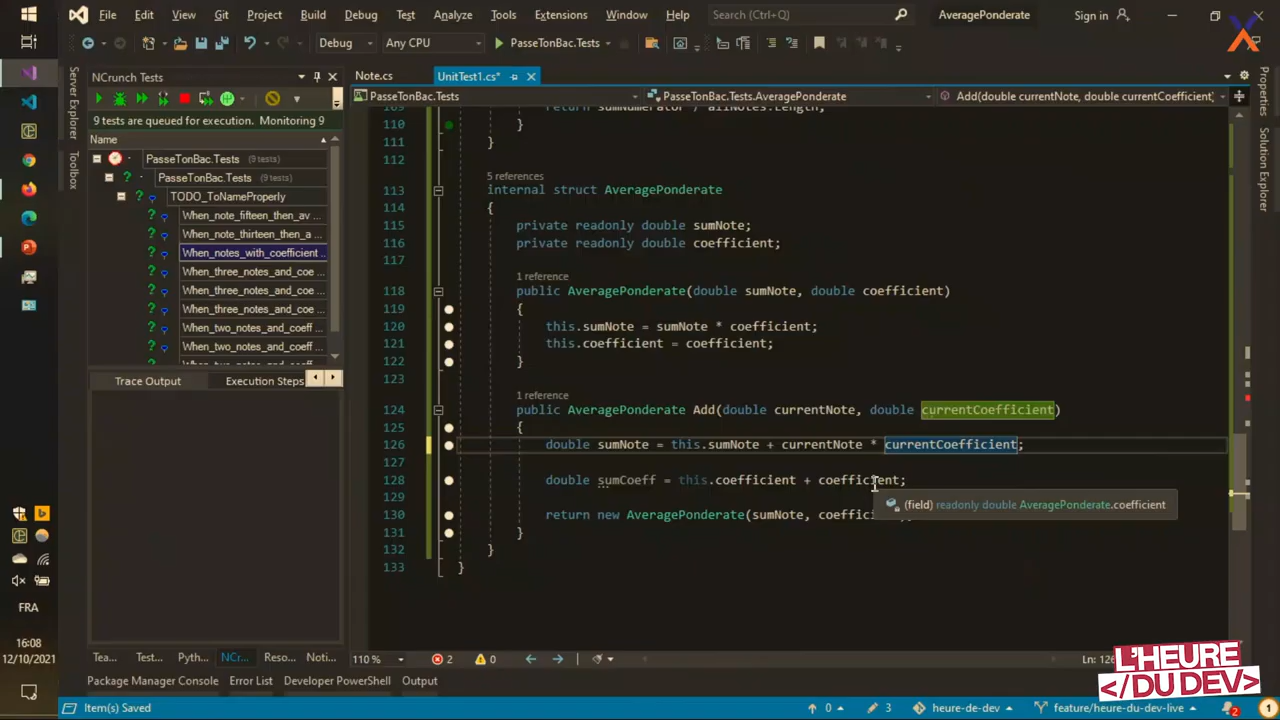 File Edit View Git Project Build Debug Test Analyze Tools Extensions Window Help Search (Ctrl+Q) AveragePonderate Sign in
Debug Any CPU PasseTonBac.Tests
Server Explorer
Toolbox
NCrunch Tests
9 tests are queued for execution. Monitoring 9
Name
PasseTonBac.Tests (9 tests)
PasseTonBac.Tests (9 tests)
TODO_ToNameProperly
When_note_fifteen_then_av ...
When_note_thirteen_then_a ...
When_notes_with_coefficient ...
When_three_notes_and_coe ...
When_three_notes_and_coe ...
When_three_notes_and_coe ...
When_two_notes_and_coeff ...
When_two_notes_and_coeff ...
Trace Output Execution Steps
Note.cs UnitTest1.cs*
PasseTonBac.Tests PasseTonBac.Tests.AveragePonderate Add(double currentNote, double currentCoefficient)
109 return sumNumerator / allNotes.Length;
110 }
111 }
112
5 references
113 internal struct AveragePonderate
114 {
115 private readonly double sumNote;
116 private readonly double coefficient;
117
1 reference
118 public AveragePonderate(double sumNote, double coefficient)
119 {
120 this.sumNote = sumNote * coefficient;
121 this.coefficient = coefficient;
122 }
123
1 reference
124 public AveragePonderate Add(double currentNote, double currentCoefficient)
125 {
126 double sumNote = this.sumNote + currentNote * currentCoefficient;
127
128 double sumCoeff = this.coefficient + coefficient;
129 (field) readonly double AveragePonderate.coefficient
130 return new AveragePonderate(sumNote, coeffici
131 }
132 }
133 }
Properties
Solution Explorer
FRA
16:08
12/10/2021
Tea... Test... Pyth... NCr... Reso... Noti...
110 % 2 0 Ln: 126
Package Manager Console Error List Developer PowerShell Output
Item(s) Saved 0 3 heure-de-dev feature/heure-du-dev-live 2 1
L'HEURE
</DU DEV>